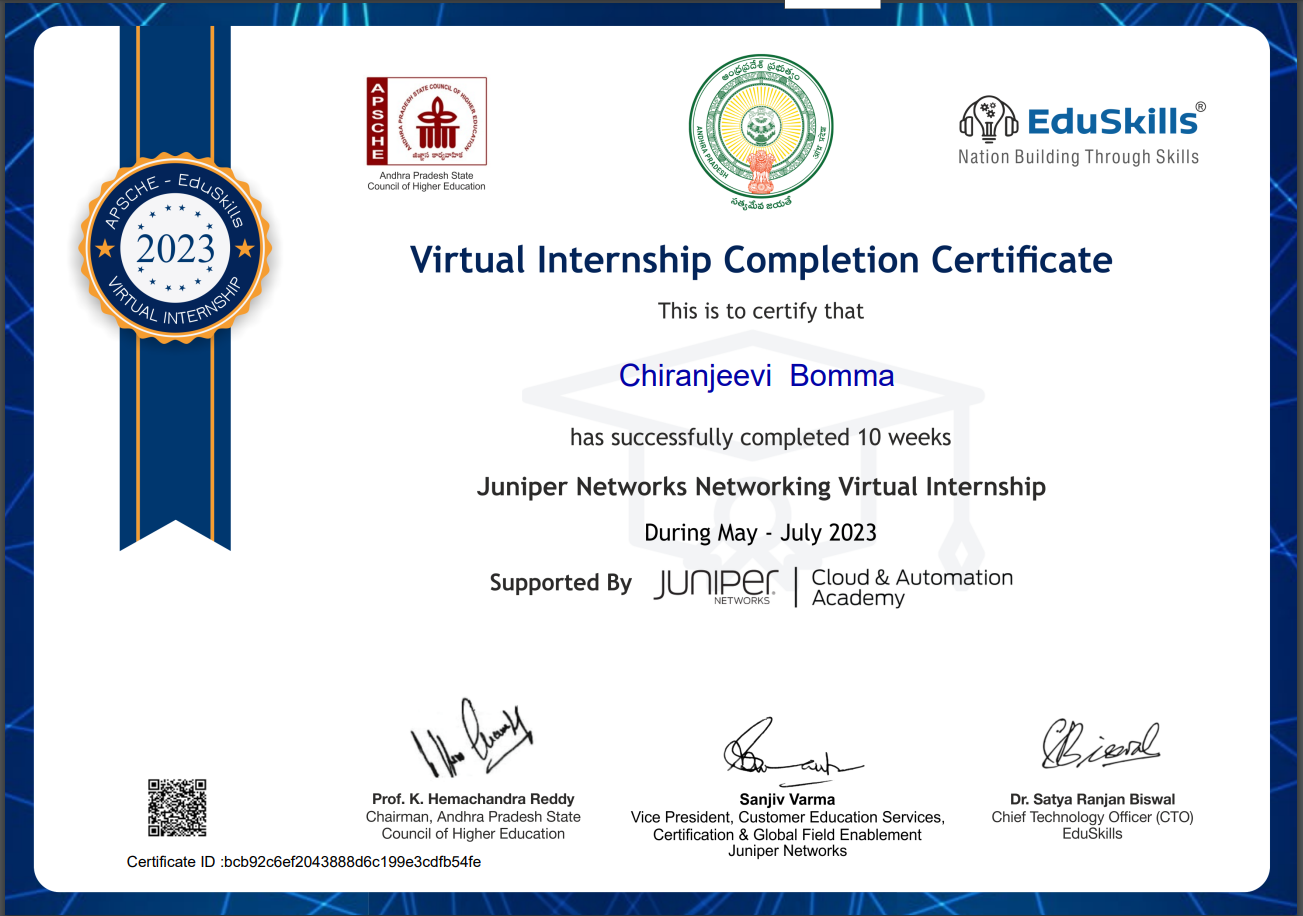 APSCHE - EduSkills
2023
VIRTUAL INTERNSHIP
APSCHE
ANDHRA PRADESH STATE COUNCIL OF HIGHER EDUCATION
Andhra Pradesh State
Council of Higher Education
ఆంధ్రప్రదేశ్ ప్రభుత్వం
ANDHRA PRADESH
సత్యమేవ జయతే
EduSkills®
Nation Building Through Skills
Virtual Internship Completion Certificate
This is to certify that
Chiranjeevi Bomma
has successfully completed 10 weeks
Juniper Networks Networking Virtual Internship
During May - July 2023
Supported By
JUNIPER
NETWORKS
Cloud & Automation
Academy
Prof. K. Hemachandra Reddy
Chairman, Andhra Pradesh State
Council of Higher Education
Sanjiv Varma
Vice President, Customer Education Services,
Certification & Global Field Enablement
Juniper Networks
Dr. Satya Ranjan Biswal
Chief Technology Officer (CTO)
EduSkills
Certificate ID :bcb92c6ef2043888d6c199e3cdfb54fe